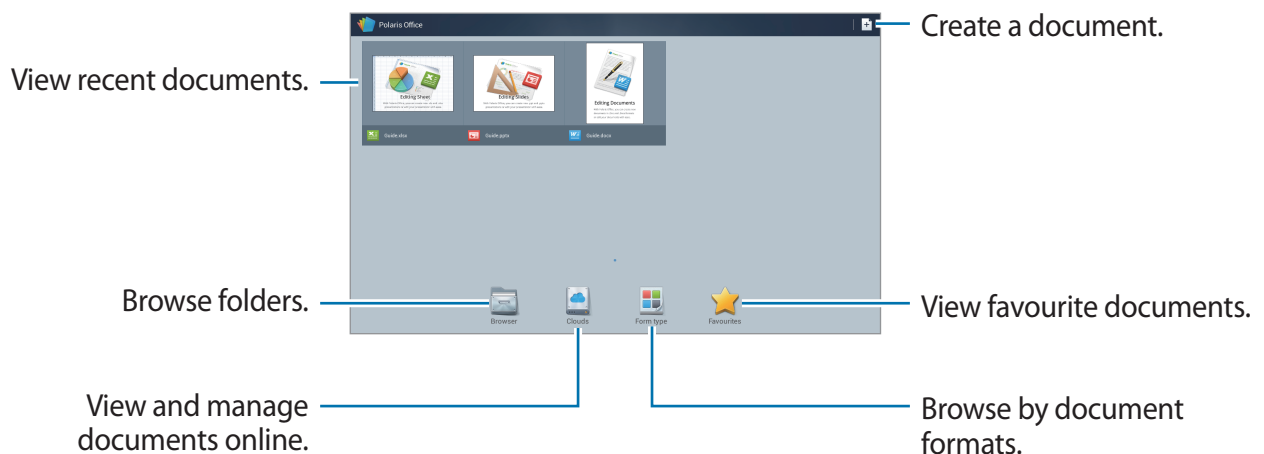 Polaris Office
Create a document.
View recent documents.
Editing Sheet
Editing Slides
Editing Documents
Guide.xlsx
Guide.pptx
Guide.docx
Browse folders.
Browser
Clouds
Form type
Favourites
View favourite documents.
View and manage
documents online.
Browse by document
formats.